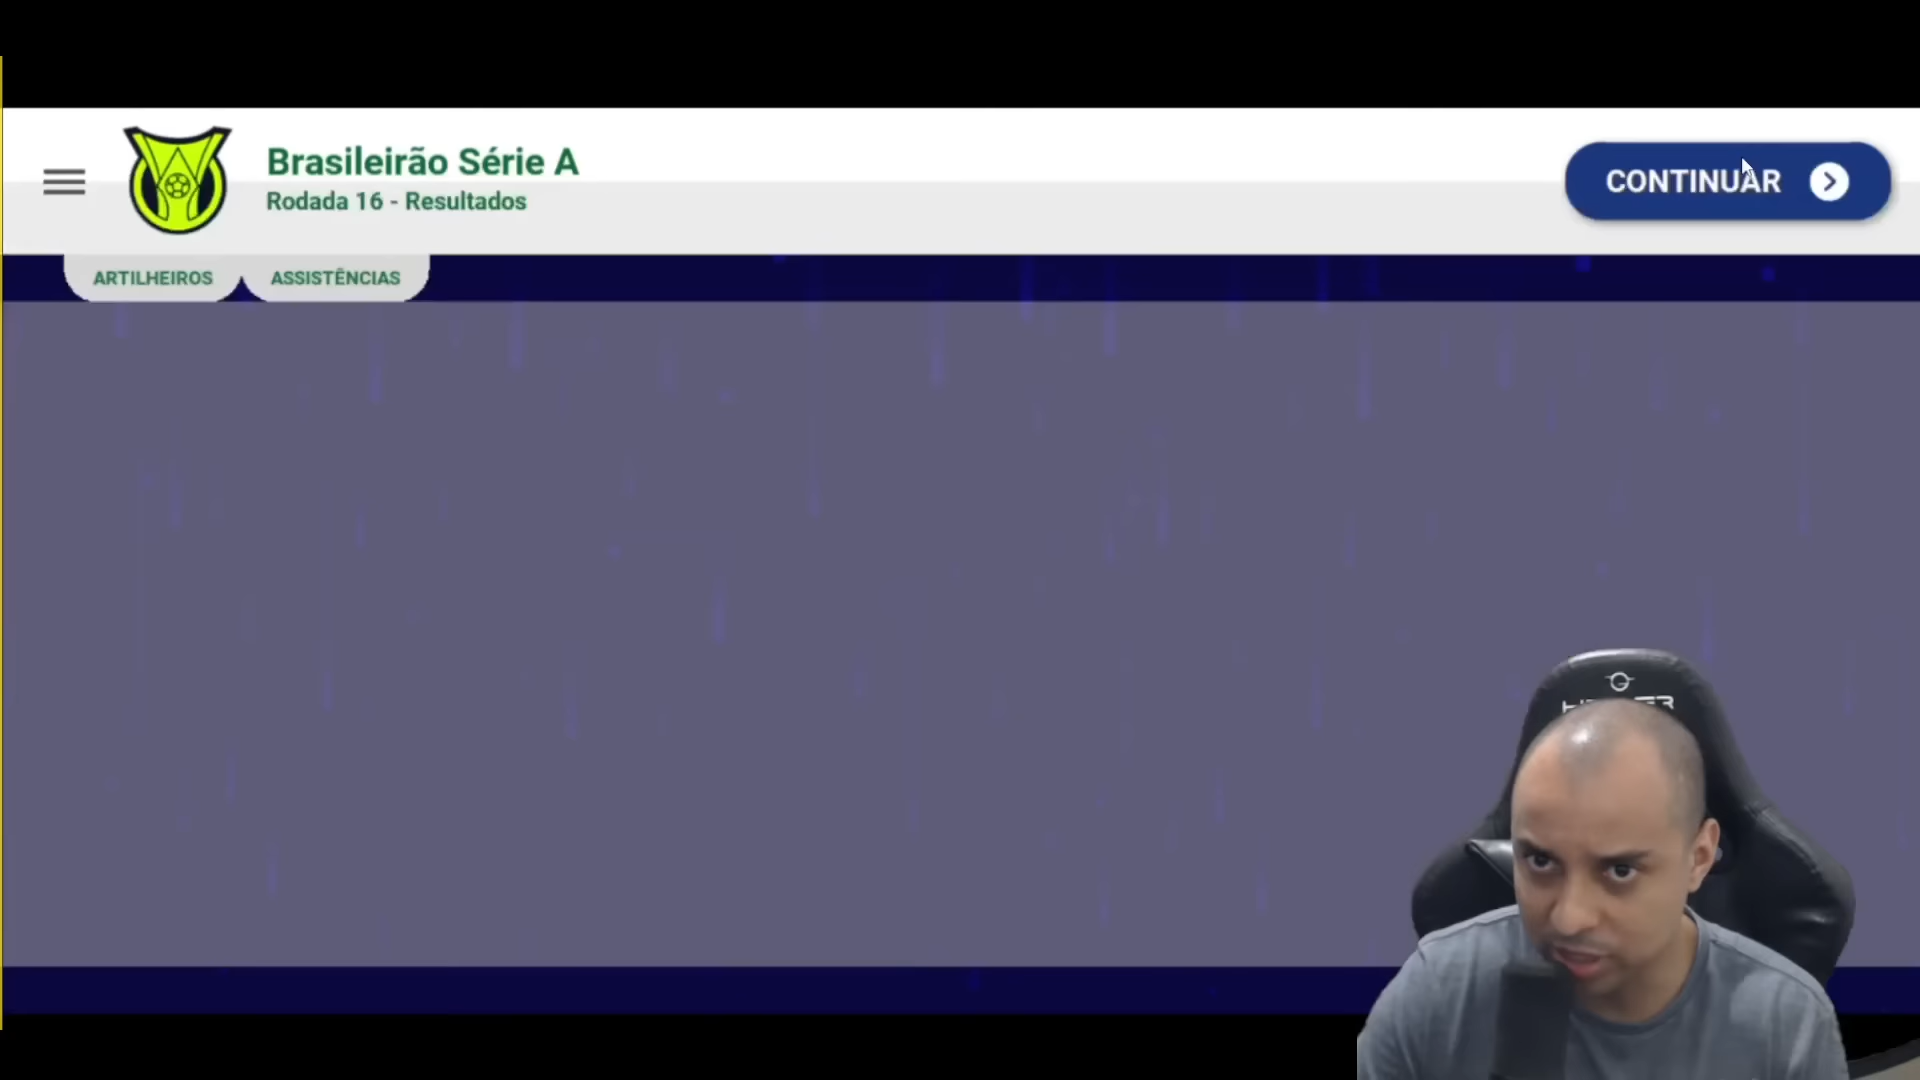 Brasileirão Série A
Rodada 16 - Resultados
CONTINUAR
ARTILHEIROS
ASSISTÊNCIAS